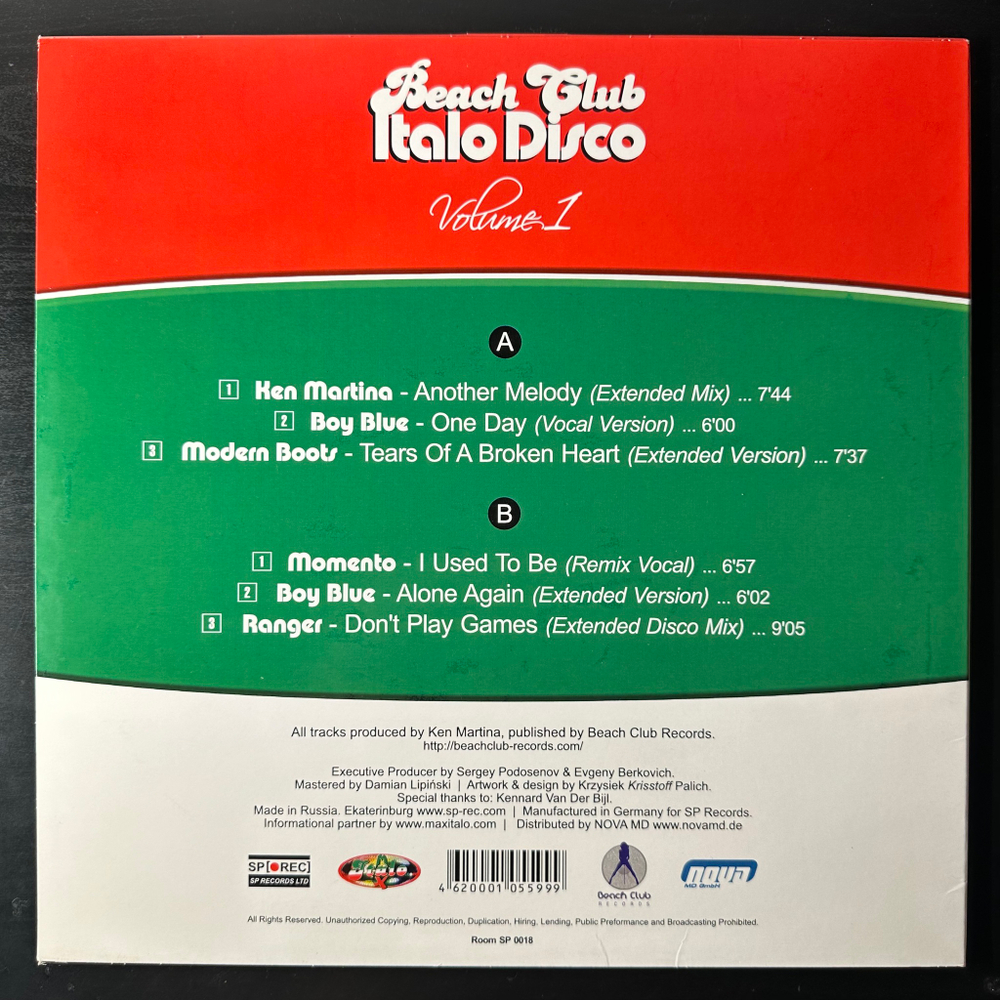 Beach Club
Italo Disco
Volume 1
A
1 Ken Martina - Another Melody (Extended Mix) ... 7'44
2 Boy Blue - One Day (Vocal Version) ... 6'00
3 Modern Boots - Tears Of A Broken Heart (Extended Version) ... 7'37
B
1 Momento - I Used To Be (Remix Vocal) ... 6'57
2 Boy Blue - Alone Again (Extended Version) ... 6'02
3 Ranger - Don't Play Games (Extended Disco Mix) ... 9'05
All tracks produced by Ken Martina, published by Beach Club Records.
http://beachclub-records.com/
Executive Producer by Sergey Podosenov & Evgeny Berkovich.
Mastered by Damian Lipiński | Artwork & design by Krzysiek Krisstoff Palich.
Special thanks to: Kennard Van Der Bijl.
Made in Russia. Ekaterinburg www.sp-rec.com | Manufactured in Germany for SP Records.
Informational partner by www.maxitalo.com | Distributed by NOVA MD www.novamd.de
SP[REC]
SP RECORDS LTD
4 620001 055999
Beach Club
RECORDS
nova
MD GmbH
All Rights Reserved. Unauthorized Copying, Reproduction, Duplication, Hiring, Lending, Public Preformance and Broadcasting Prohibited.
Room SP 0018